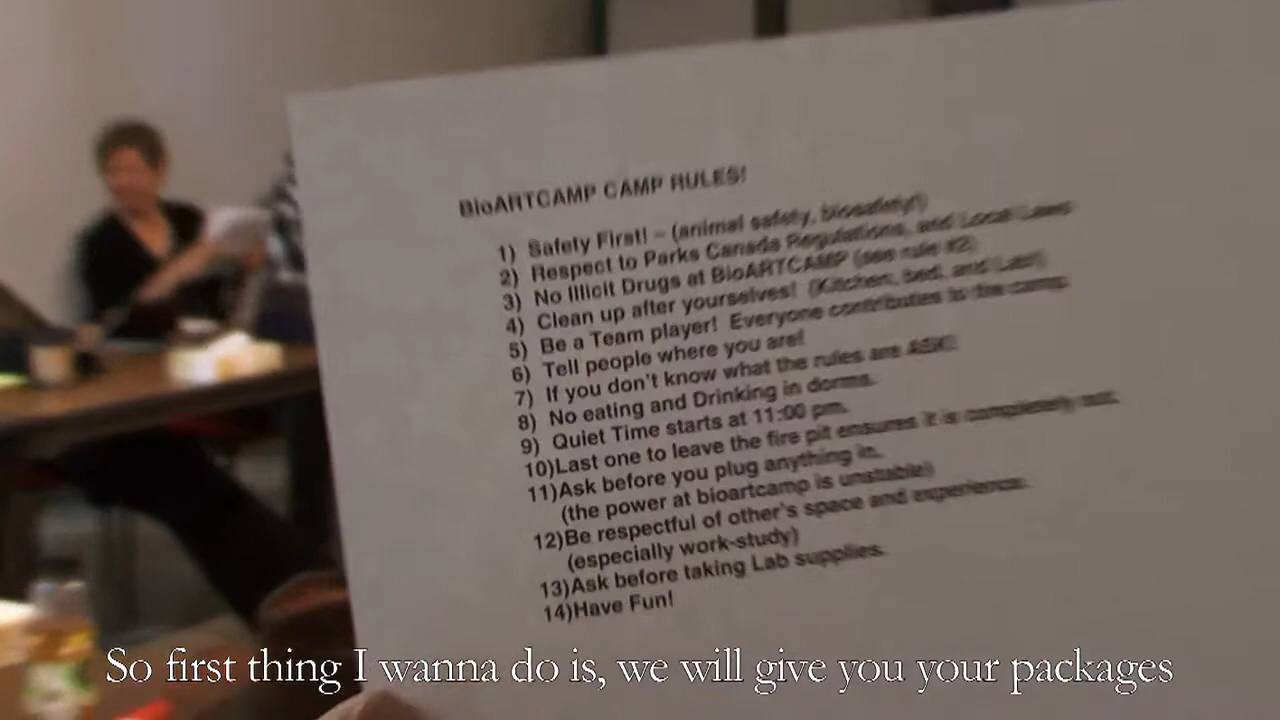 BioARTCAMP CAMP RULES!
1) Safety First! – (animal safety, biosafety!)
2) Respect to Parks Canada Regulations, and Local Laws
3) No Illicit Drugs at BioARTCAMP (see rule #2)
4) Clean up after yourselves! (Kitchen, bed, and Lab!)
5) Be a Team player! Everyone contributes to the camp.
6) Tell people where you are!
7) If you don't know what the rules are ASK!
8) No eating and Drinking in dorms.
9) Quiet Time starts at 11:00 pm.
10)Last one to leave the fire pit ensures it is completely out.
11)Ask before you plug anything in.
(the power at bioartcamp is unstable!)
12)Be respectful of other's space and experience.
(especially work-study)
13)Ask before taking Lab supplies.
14)Have Fun!
So first thing I wanna do is, we will give you your packages